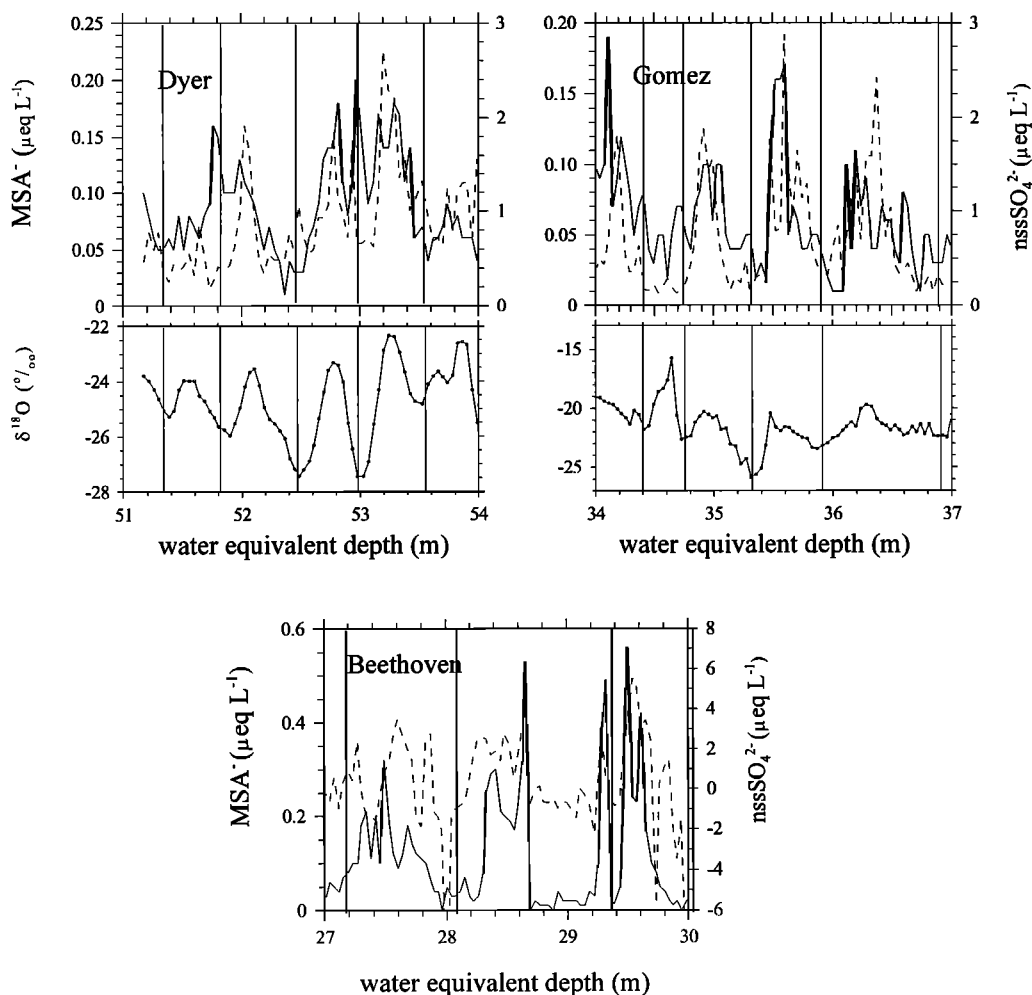 Dyer
MSA⁻ (µeq L⁻¹)
0.25
0.20
0.15
0.10
0.05
0
3
2
1
0
δ¹⁸O (°/₀₀)
-22
-24
-26
-28
51 52 53 54
water equivalent depth (m)
Gomez
0.20
0.15
0.10
0.05
0
3
2
1
0
nssSO₄²⁻ (µeq L⁻¹)
-15
-20
-25
34 35 36 37
water equivalent depth (m)
Beethoven
MSA⁻ (µeq L⁻¹)
0.6
0.4
0.2
0
8
6
4
2
0
-2
-4
-6
nssSO₄²⁻ (µeq L⁻¹)
27 28 29 30
water equivalent depth (m)